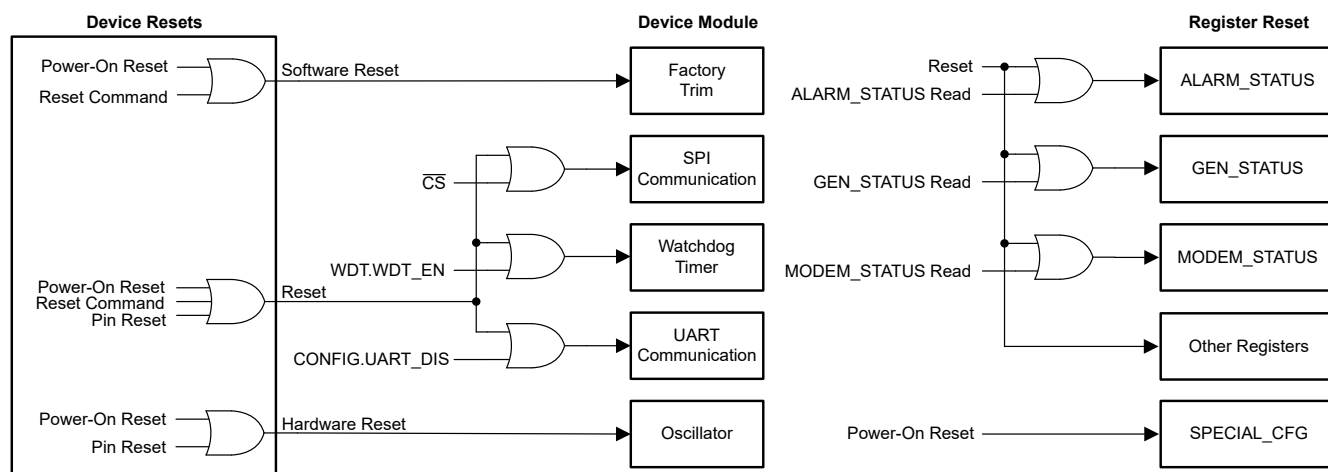 Device Resets
Device Module
Register Reset
Power-On Reset
Reset Command
Software Reset
Factory
Trim
Reset
ALARM_STATUS Read
ALARM_STATUS
CS
SPI
Communication
GEN_STATUS Read
GEN_STATUS
WDT.WDT_EN
Watchdog
Timer
MODEM_STATUS Read
MODEM_STATUS
Power-On Reset
Reset Command
Pin Reset
Reset
CONFIG.UART_DIS
UART
Communication
Other Registers
Power-On Reset
Pin Reset
Hardware Reset
Oscillator
Power-On Reset
SPECIAL_CFG